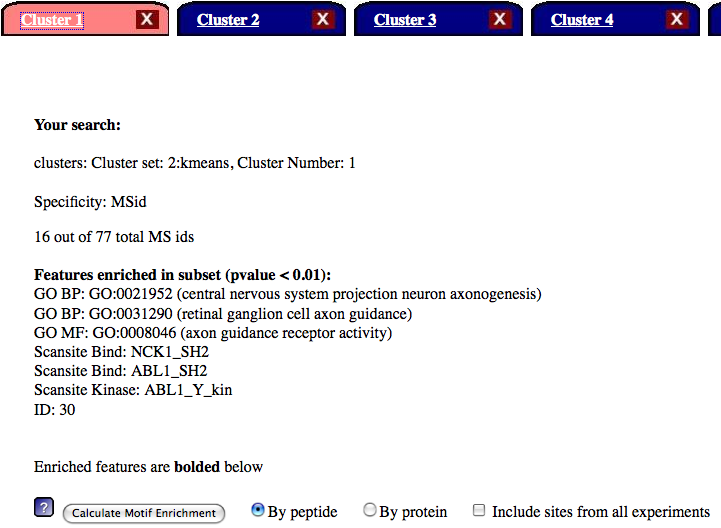 Cluster 1 X Cluster 2 X Cluster 3 X Cluster 4 X
Your search:
clusters: Cluster set: 2:kmeans, Cluster Number: 1
Specificity: MSid
16 out of 77 total MS ids
Features enriched in subset (pvalue < 0.01):
GO BP: GO:0021952 (central nervous system projection neuron axonogenesis)
GO BP: GO:0031290 (retinal ganglion cell axon guidance)
GO MF: GO:0008046 (axon guidance receptor activity)
Scansite Bind: NCK1_SH2
Scansite Bind: ABL1_SH2
Scansite Kinase: ABL1_Y_kin
ID: 30
Enriched features are bolded below
? Calculate Motif Enrichment By peptide By protein Include sites from all experiments